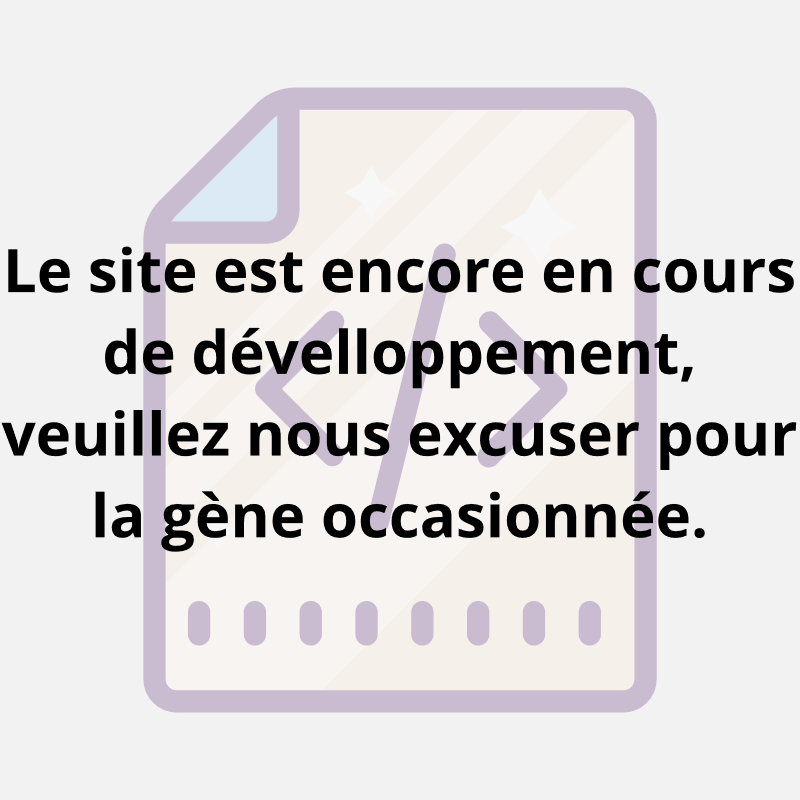 Le site est encore en cours
de dévelloppement,
veuillez nous excuser pour
la gène occasionnée.